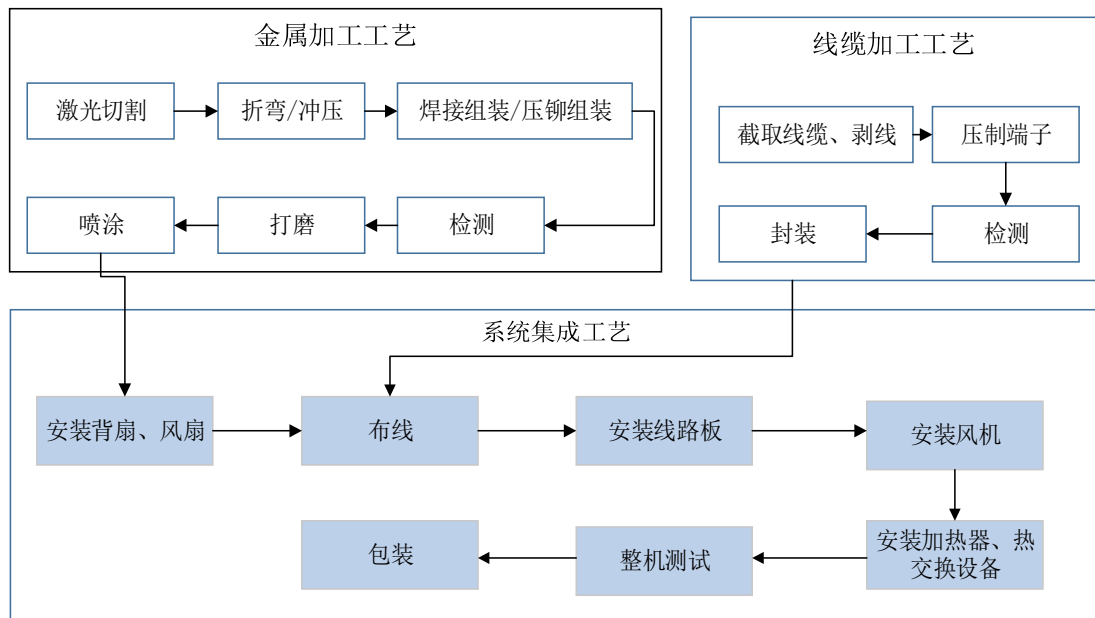 金属加工工艺
激光切割
折弯/冲压
焊接组装/压铆组装
喷涂
打磨
检测
线缆加工工艺
截取线缆、剥线
压制端子
封装
检测
系统集成工艺
安装背扇、风扇
布线
安装线路板
安装风机
包装
整机测试
安装加热器、热
交换设备